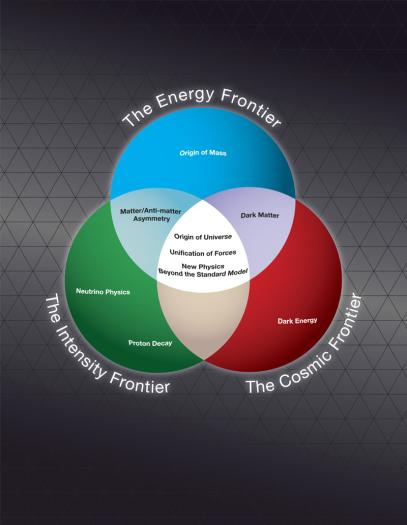 The Energy Frontier
Origin of Mass
Matter/Anti-matter
Asymmetry
Dark Matter
Origin of Universe
Unification of Forces
New Physics
Beyond the Standard Model
Neutrino Physics
Dark Energy
Proton Decay
The Intensity Frontier
The Cosmic Frontier